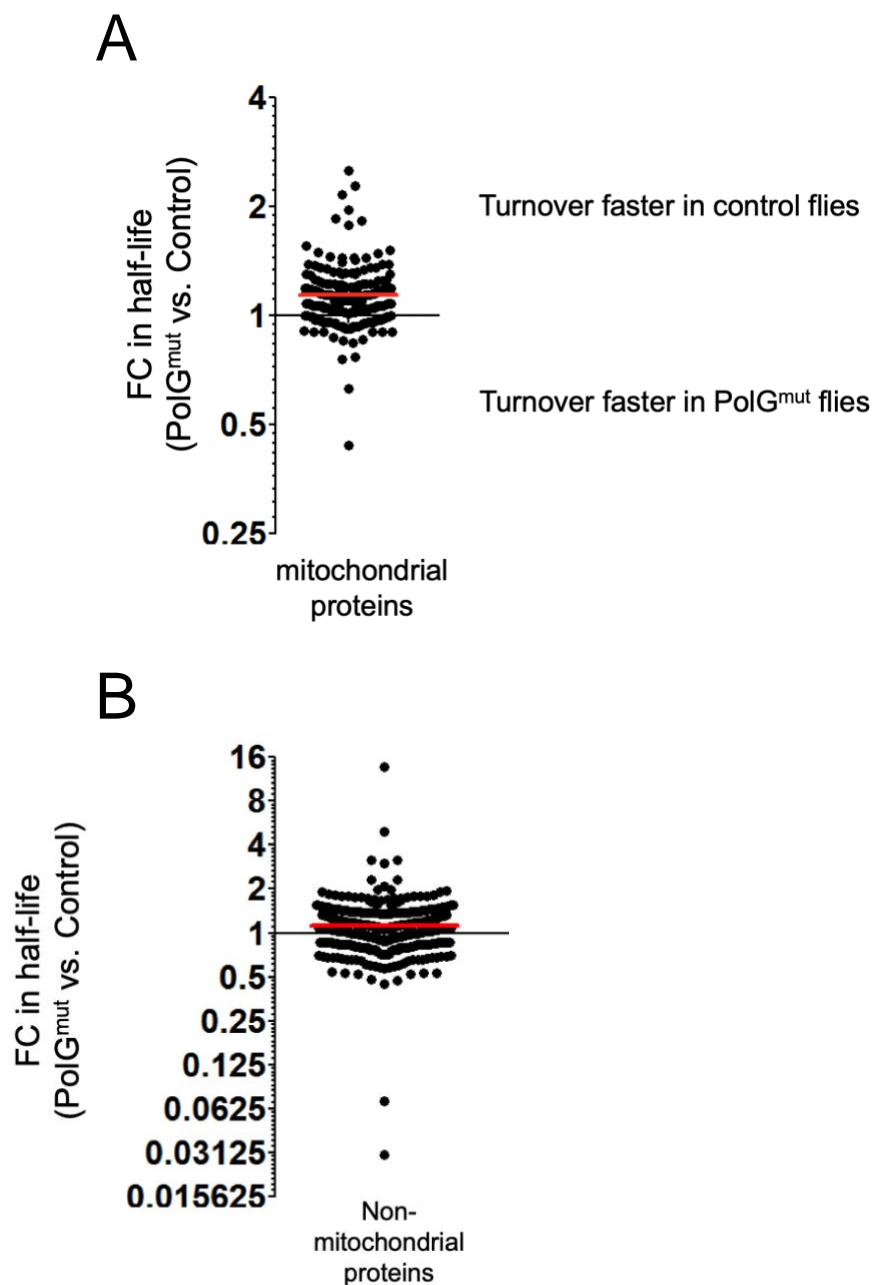 A
FC in half-life
(PolGmut vs. Control)
4
2
1
0.5
0.25
Turnover faster in control flies
Turnover faster in PolGmut flies
mitochondrial
proteins
B
FC in half-life
(PolGmut vs. Control)
16
8
4
2
1
0.5
0.25
0.125
0.0625
0.03125
0.015625
Non-
mitochondrial
proteins